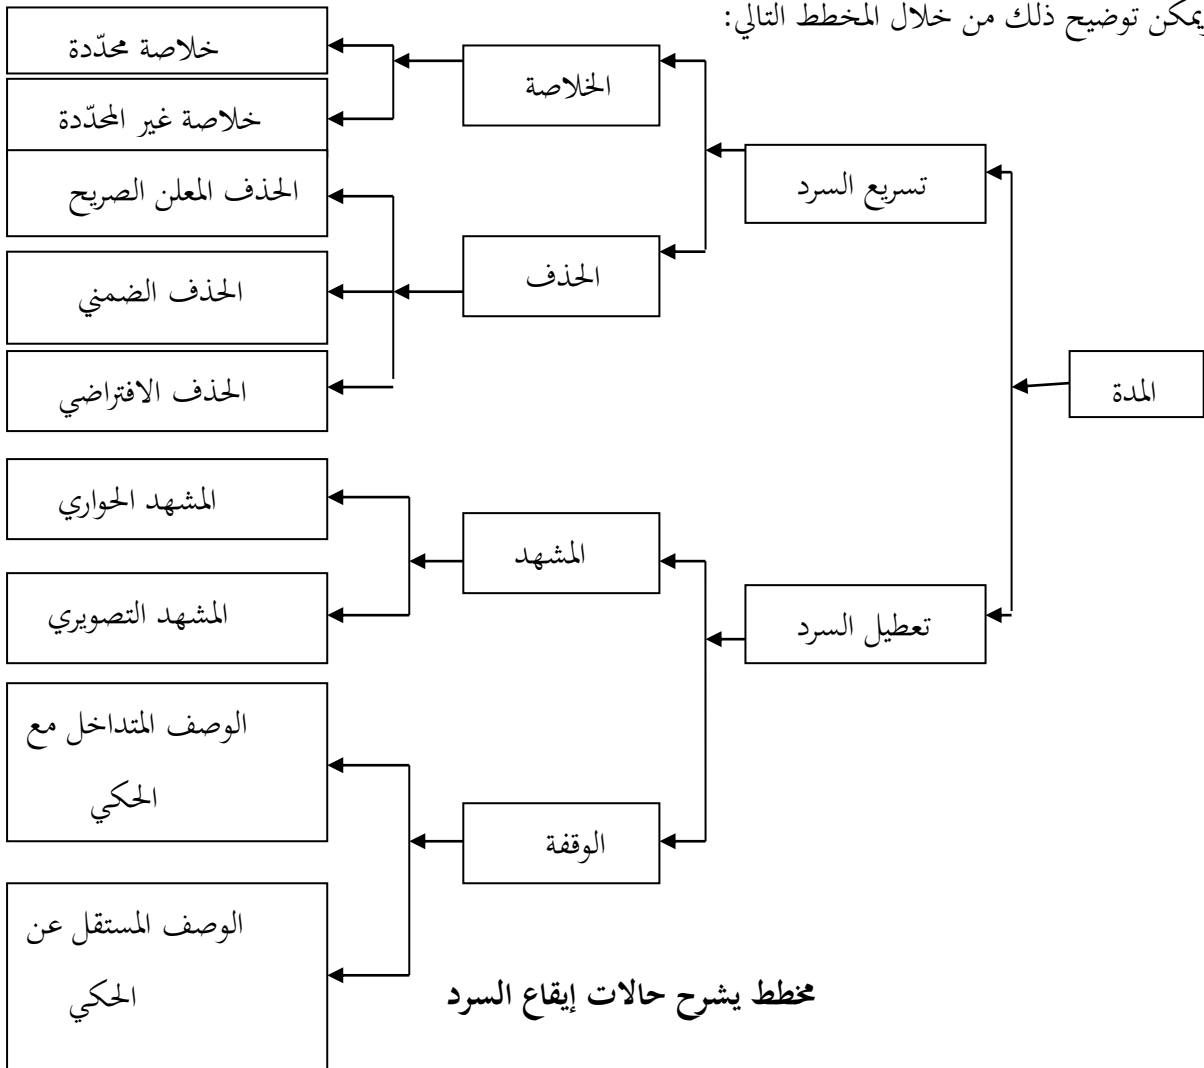 يمكن توضيح ذلك من خلال المخطط التالي:
المدة
تسريع السرد
الخلاصة
خلاصة محدّدة
خلاصة غير المحدّدة
الحذف
الحذف المعلن الصريح
الحذف الضمني
الحذف الافتراضي
تعطيل السرد
المشهد
المشهد الحواري
المشهد التصويري
الوقفة
الوصف المتداخل مع
الحكي
الوصف المستقل عن
الحكي
مخطط يشرح حالات إيقاع السرد